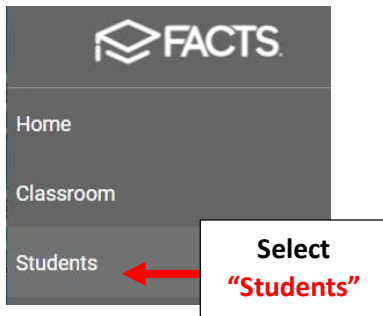 FACTS.
Home
Classroom
Students
Select
“Students”